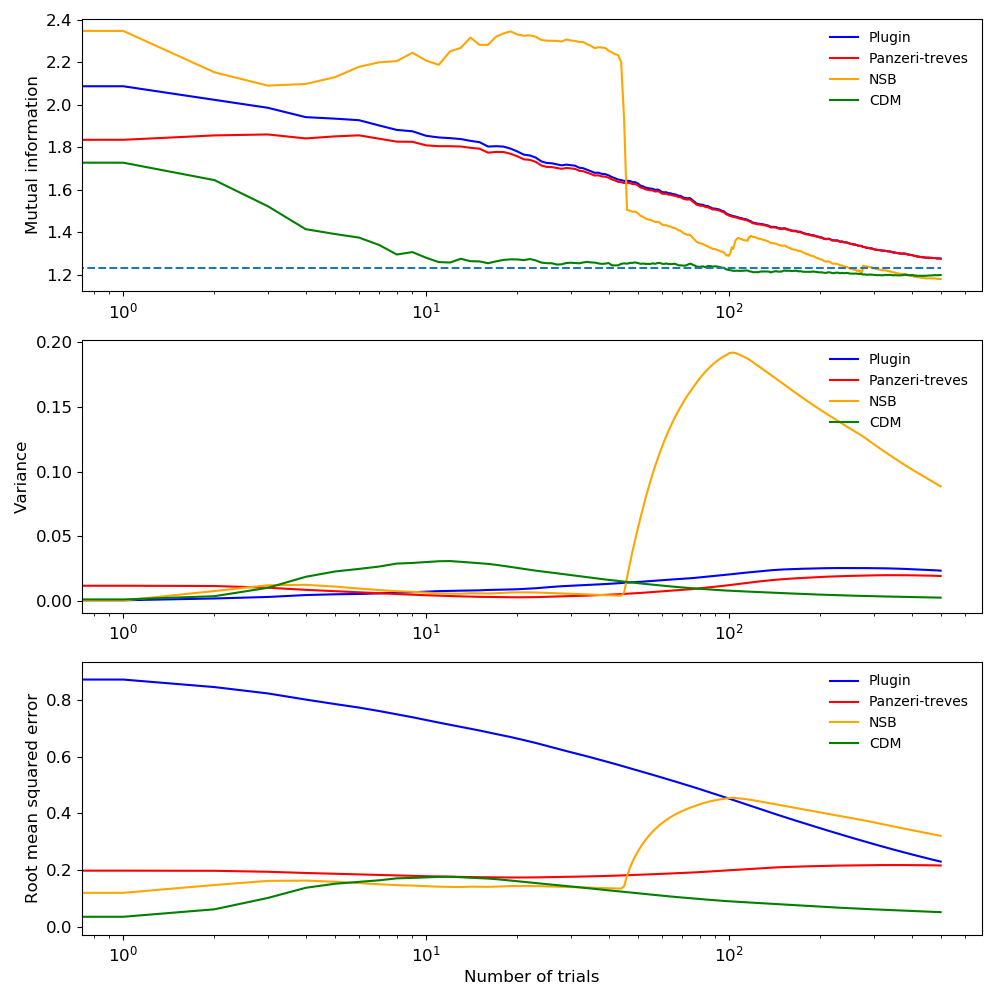 2.4
2.2
2.0
1.8
1.6
1.4
1.2
Mutual information
Plugin
Panzeri-treves
NSB
CDM
10^0
10^1
10^2
0.20
0.15
0.10
0.05
0.00
Variance
Plugin
Panzeri-treves
NSB
CDM
10^0
10^1
10^2
0.8
0.6
0.4
0.2
0.0
Root mean squared error
Plugin
Panzeri-treves
NSB
CDM
10^0
10^1
10^2
Number of trials